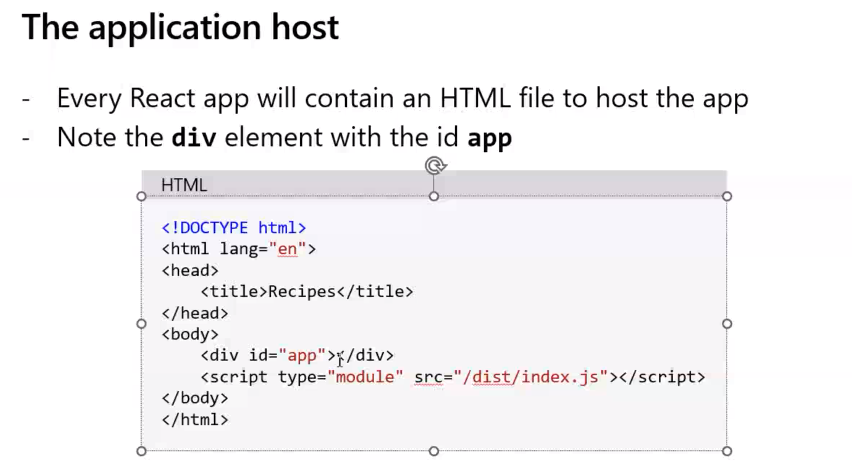 The application host
- Every React app will contain an HTML file to host the app
- Note the div element with the id app
HTML
<!DOCTYPE html>
<html lang="en">
<head>
    <title>Recipes</title>
</head>
<body>
    <div id="app"></div>
    <script type="module" src="/dist/index.js"></script>
</body>
</html>